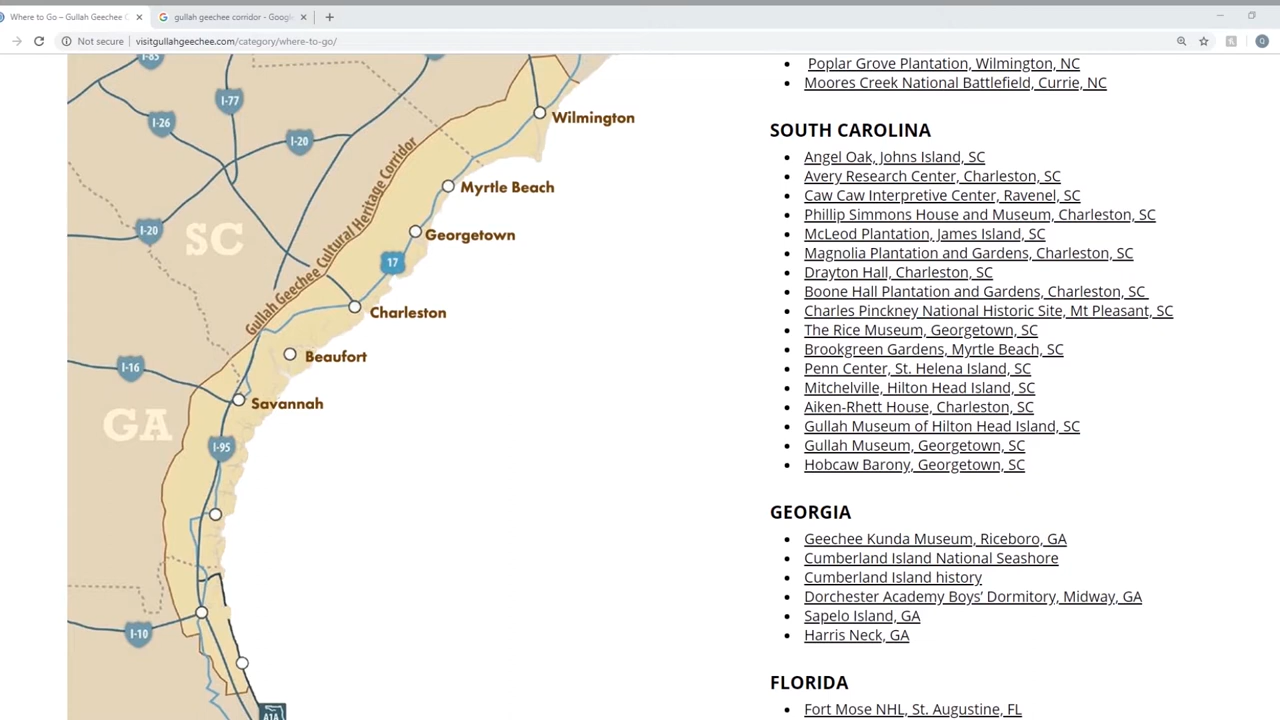 Where to Go – Gullah Geechee C
gullah geechee corridor - Goog
Not secure
visitgullahgeechee.com/category/where-to-go/
I-85
I-77
I-26
I-20
I-20
SC
Gullah Geechee Cultural Heritage Corridor
Wilmington
Myrtle Beach
Georgetown
17
Charleston
Beaufort
I-16
Savannah
GA
I-95
I-10
A1A
Poplar Grove Plantation, Wilmington, NC
Moores Creek National Battlefield, Currie, NC
SOUTH CAROLINA
Angel Oak, Johns Island, SC
Avery Research Center, Charleston, SC
Caw Caw Interpretive Center, Ravenel, SC
Phillip Simmons House and Museum, Charleston, SC
McLeod Plantation, James Island, SC
Magnolia Plantation and Gardens, Charleston, SC
Drayton Hall, Charleston, SC
Boone Hall Plantation and Gardens, Charleston, SC
Charles Pinckney National Historic Site, Mt Pleasant, SC
The Rice Museum, Georgetown, SC
Brookgreen Gardens, Myrtle Beach, SC
Penn Center, St. Helena Island, SC
Mitchelville, Hilton Head Island, SC
Aiken-Rhett House, Charleston, SC
Gullah Museum of Hilton Head Island, SC
Gullah Museum, Georgetown, SC
Hobcaw Barony, Georgetown, SC
GEORGIA
Geechee Kunda Museum, Riceboro, GA
Cumberland Island National Seashore
Cumberland Island history
Dorchester Academy Boys' Dormitory, Midway, GA
Sapelo Island, GA
Harris Neck, GA
FLORIDA
Fort Mose NHL, St. Augustine, FL